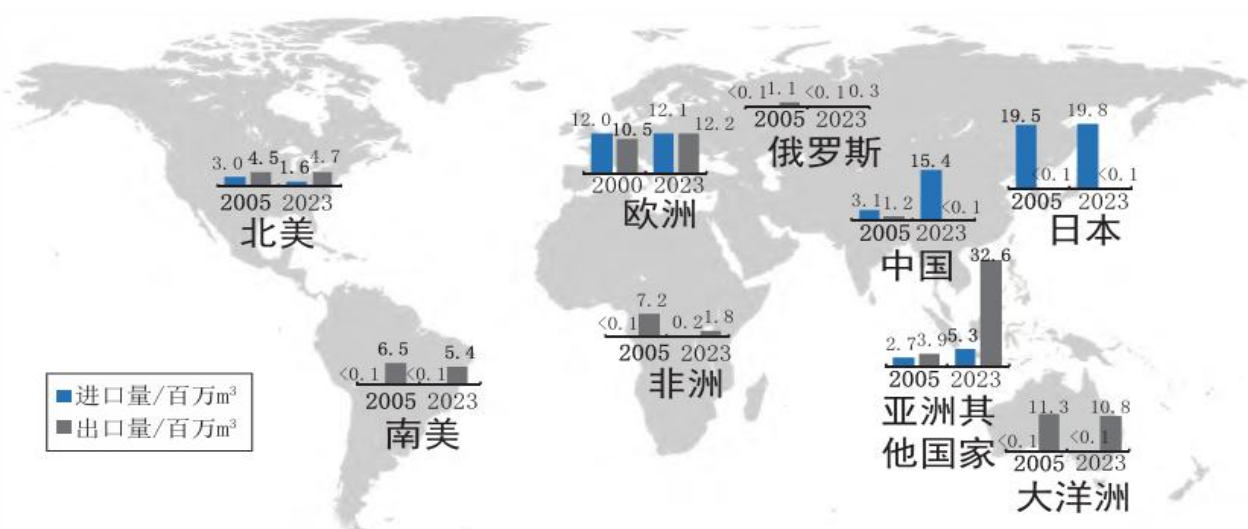 3.0 4.5 1.6 4.7
2005 2023
北美
12.0 10.5 12.1 12.2
2000 2023
欧洲
<0.1 1.1 <0.1 0.3
2005 2023
俄罗斯
3.1 1.2 15.4 <0.1
2005 2023
中国
19.5 <0.1 19.8 <0.1
2005 2023
日本
<0.1 6.5 <0.1 5.4
2005 2023
南美
<0.1 7.2 0.2 1.8
2005 2023
非洲
2.7 3.9 5.3 32.6
2005 2023
亚洲其
他国家
<0.1 11.3 <0.1 10.8
2005 2023
大洋洲
进口量/百万m³
出口量/百万m³